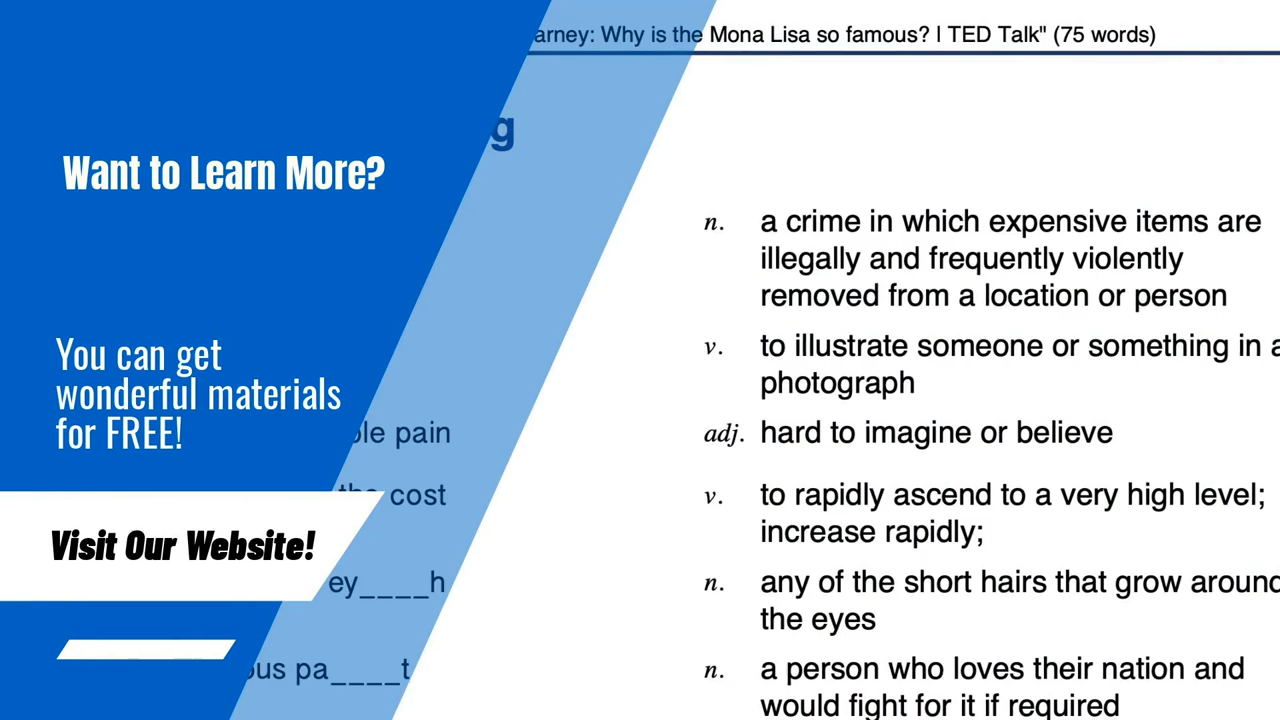 arney: Why is the Mona Lisa so famous? | TED Talk" (75 words)
g
Want to Learn More?
You can get
wonderful materials
for FREE!
Visit Our Website!
ole pain
the cost
ey____h
ous pa____t
n. a crime in which expensive items are
illegally and frequently violently
removed from a location or person
v. to illustrate someone or something in a
photograph
adj. hard to imagine or believe
v. to rapidly ascend to a very high level;
increase rapidly;
n. any of the short hairs that grow around
the eyes
n. a person who loves their nation and
would fight for it if required